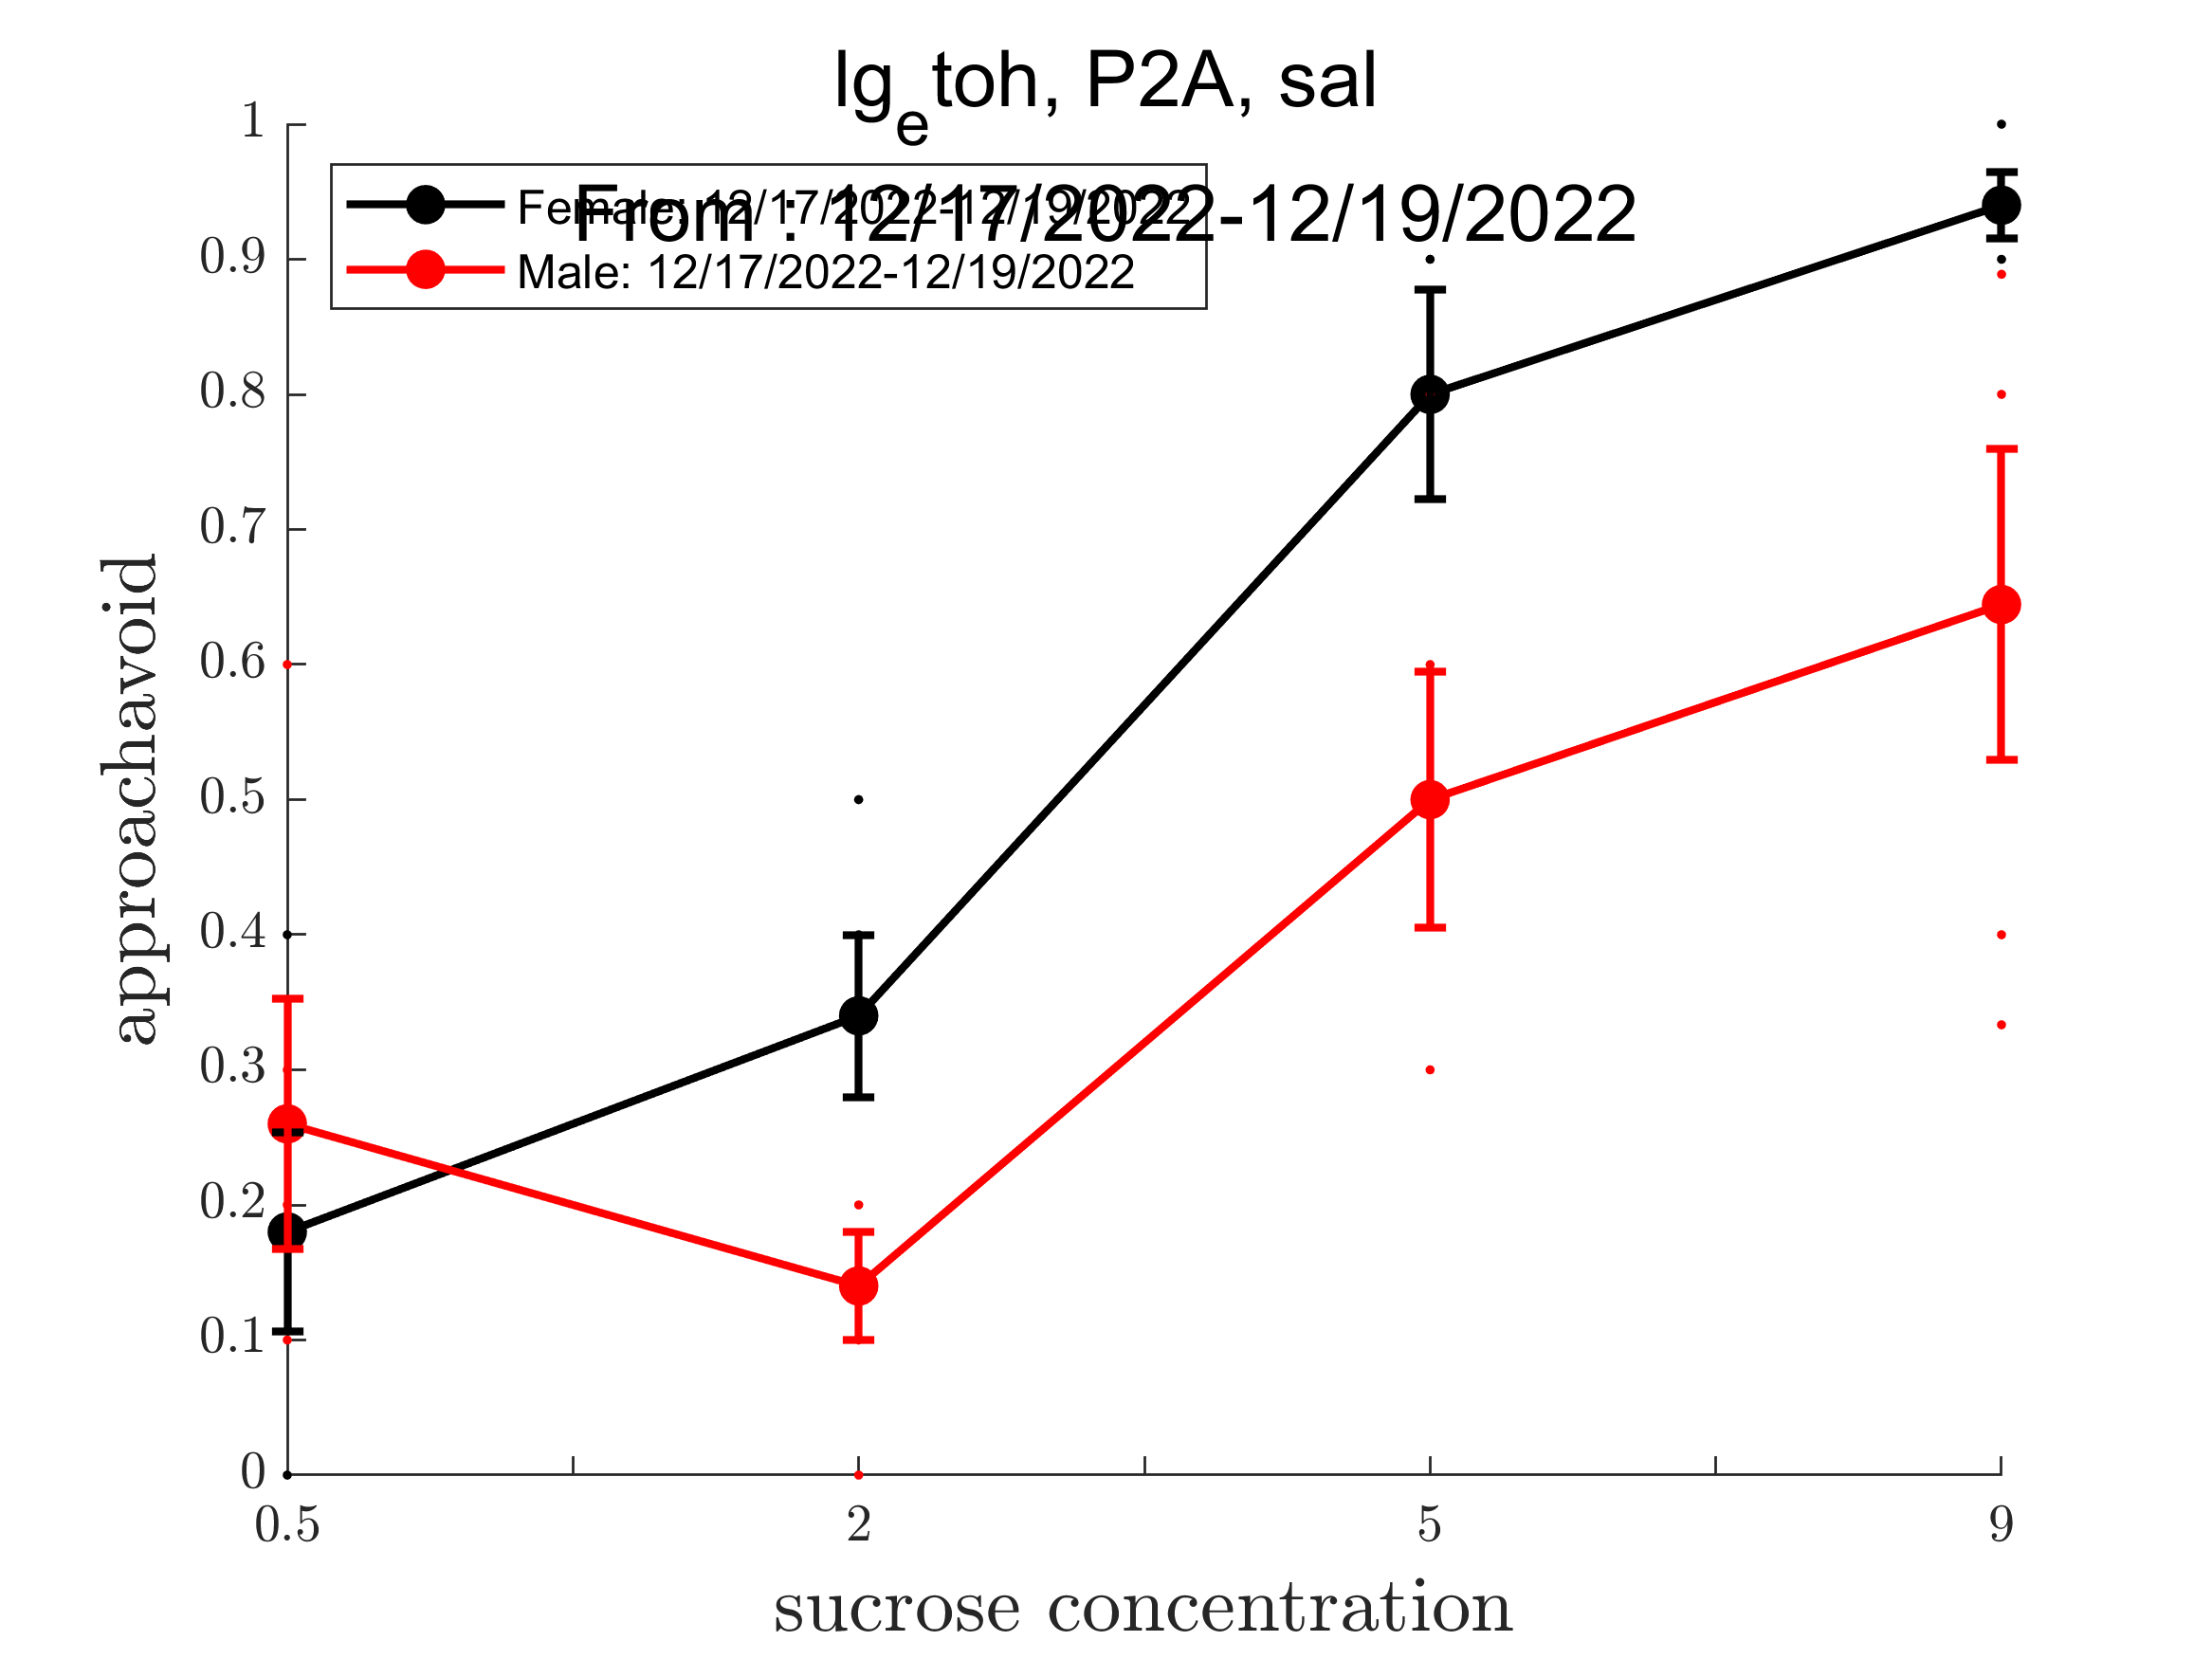 lg_etoh, P2A, sal
From : 12/17/2022-12/19/2022
Female: 12/17/2022-12/19/2022
Male: 12/17/2022-12/19/2022
approachavoid
1
0.9
0.8
0.7
0.6
0.5
0.4
0.3
0.2
0.1
0
0.5 2 5 9
sucrose concentration